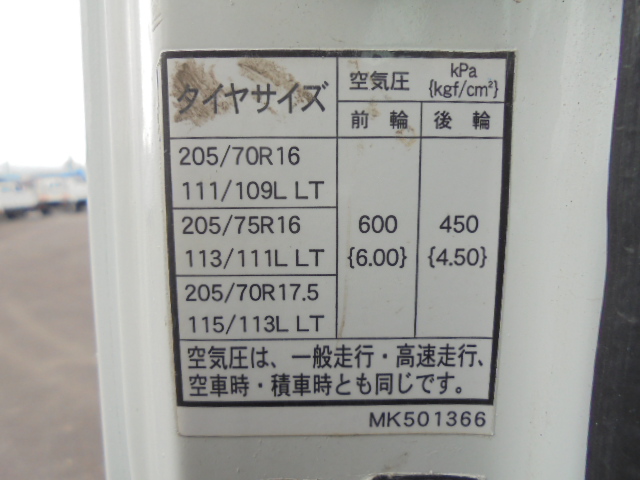 タイヤサイズ
空気圧
kPa
{kgf/cm²}
前輪
後輪
205/70R16
111/109L LT
205/75R16
113/111L LT
205/70R17.5
115/113L LT
600
{6.00}
450
{4.50}
空気圧は、一般走行・高速走行、
空車時・積車時とも同じです。
MK501366